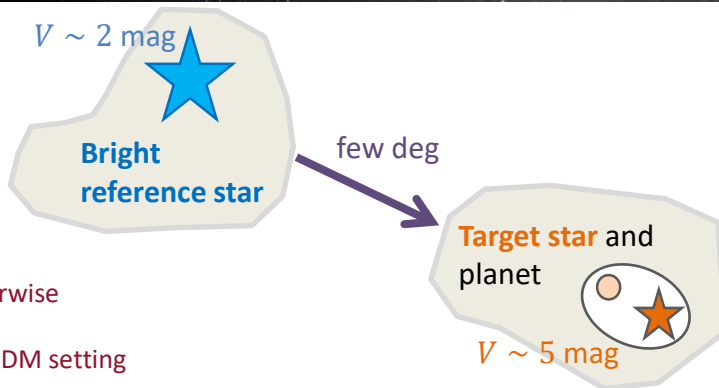 V ~ 2 mag
Bright
reference star
few deg
Target star and
planet
rwise
DM setting
V ~ 5 mag